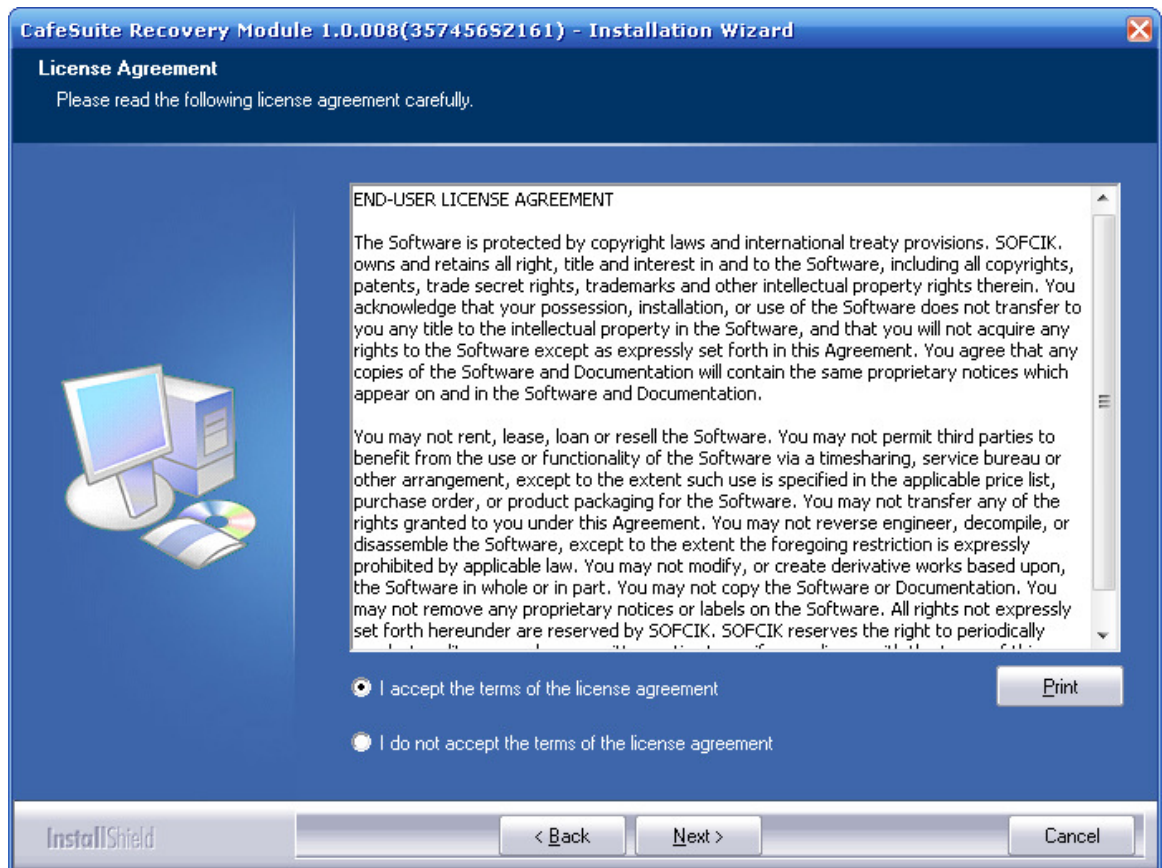 CafeSuite Recovery Module 1.0.008(357456SZ161) - Installation Wizard
License Agreement
Please read the following license agreement carefully.
END-USER LICENSE AGREEMENT
The Software is protected by copyright laws and international treaty provisions. SOFCIK.
owns and retains all right, title and interest in and to the Software, including all copyrights,
patents, trade secret rights, trademarks and other intellectual property rights therein. You
acknowledge that your possession, installation, or use of the Software does not transfer to
you any title to the intellectual property in the Software, and that you will not acquire any
rights to the Software except as expressly set forth in this Agreement. You agree that any
copies of the Software and Documentation will contain the same proprietary notices which
appear on and in the Software and Documentation.
You may not rent, lease, loan or resell the Software. You may not permit third parties to
benefit from the use or functionality of the Software via a timesharing, service bureau or
other arrangement, except to the extent such use is specified in the applicable price list,
purchase order, or product packaging for the Software. You may not transfer any of the
rights granted to you under this Agreement. You may not reverse engineer, decompile, or
disassemble the Software, except to the extent the foregoing restriction is expressly
prohibited by applicable law. You may not modify, or create derivative works based upon,
the Software in whole or in part. You may not copy the Software or Documentation. You
may not remove any proprietary notices or labels on the Software. All rights not expressly
set forth hereunder are reserved by SOFCIK. SOFCIK reserves the right to periodically
I accept the terms of the license agreement
Print
I do not accept the terms of the license agreement
InstallShield
< Back
Next >
Cancel